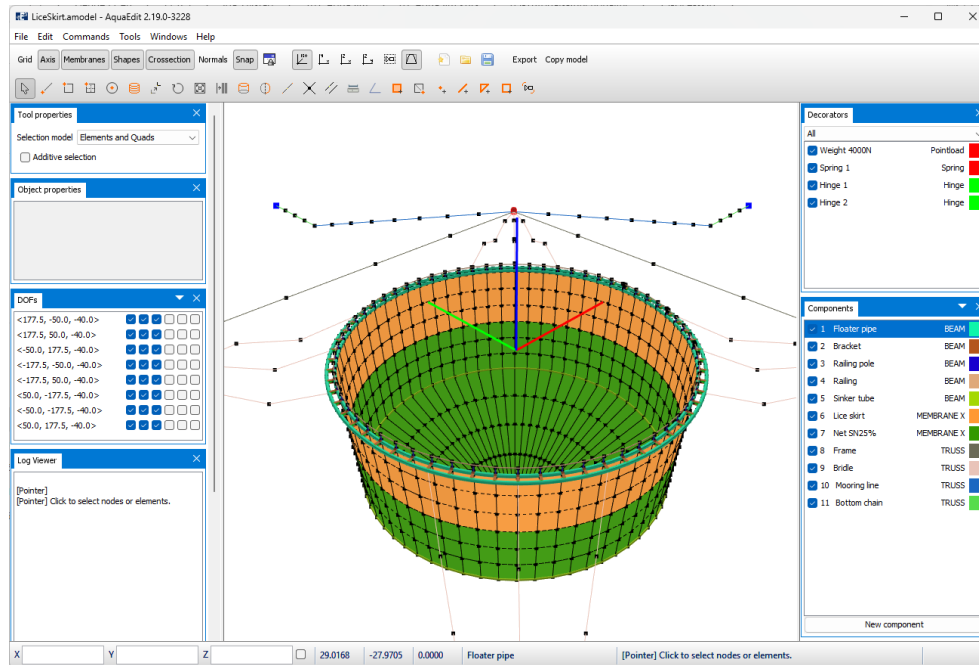 LiceSkirt.amodel - AquaEdit 2.19.0-3228
File Edit Commands Tools Windows Help
Grid Axis Membranes Shapes Crossection Normals Snap Export Copy model
Tool properties
Selection model Elements and Quads
Additive selection
Object properties
DOFs
<177.5, -50.0, -40.0>
<177.5, 50.0, -40.0>
<-50.0, 177.5, -40.0>
<-177.5, -50.0, -40.0>
<-177.5, 50.0, -40.0>
<50.0, -177.5, -40.0>
<-50.0, -177.5, -40.0>
<50.0, 177.5, -40.0>
Log Viewer
[Pointer]
[Pointer] Click to select nodes or elements.
Decorators
All
Weight 4000N Pointload
Spring 1 Spring
Hinge 1 Hinge
Hinge 2 Hinge
Components
1 Floater pipe BEAM
2 Bracket BEAM
3 Railing pole BEAM
4 Railing BEAM
5 Sinker tube BEAM
6 Lice skirt MEMBRANE X
7 Net SN25% MEMBRANE X
8 Frame TRUSS
9 Bridle TRUSS
10 Mooring line TRUSS
11 Bottom chain TRUSS
New component
X Y Z 29.0168 -27.9705 0.0000 Floater pipe [Pointer] Click to select nodes or elements.